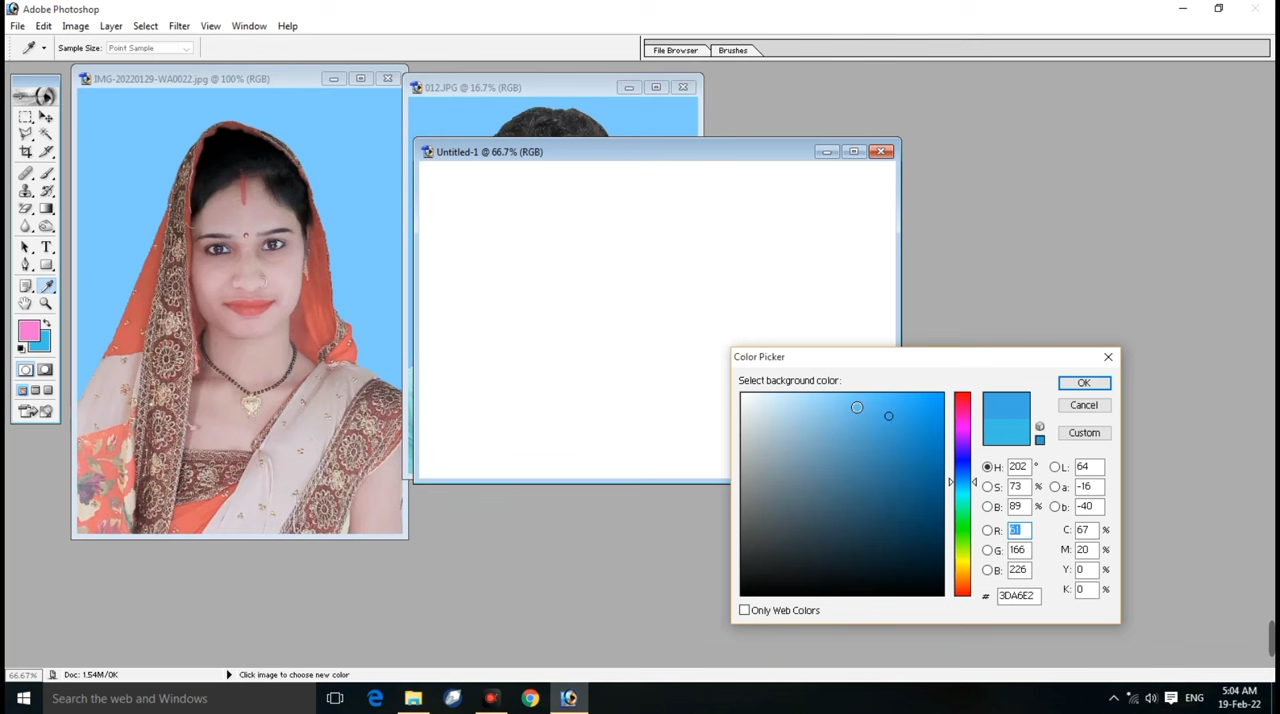 Adobe Photoshop
File Edit Image Layer Select Filter View Window Help
Sample Size: Point Sample
File Browser Brushes
IMG-20220129-WA0022.jpg @ 100% (RGB)
012.JPG @ 16.7% (RGB)
Untitled-1 @ 66.7% (RGB)
T
Color Picker
Select background color:
OK
Cancel
Custom
H: 202 ° L: 64
S: 73 % a: -16
B: 89 % b: -40
R: 61 C: 67 %
G: 166 M: 20 %
B: 226 Y: 0 %
# 3DA6E2 K: 0 %
Only Web Colors
66.67% Doc: 1.54M/0K Click image to choose new color
Search the web and Windows
ENG
5:04 AM
19-Feb-22